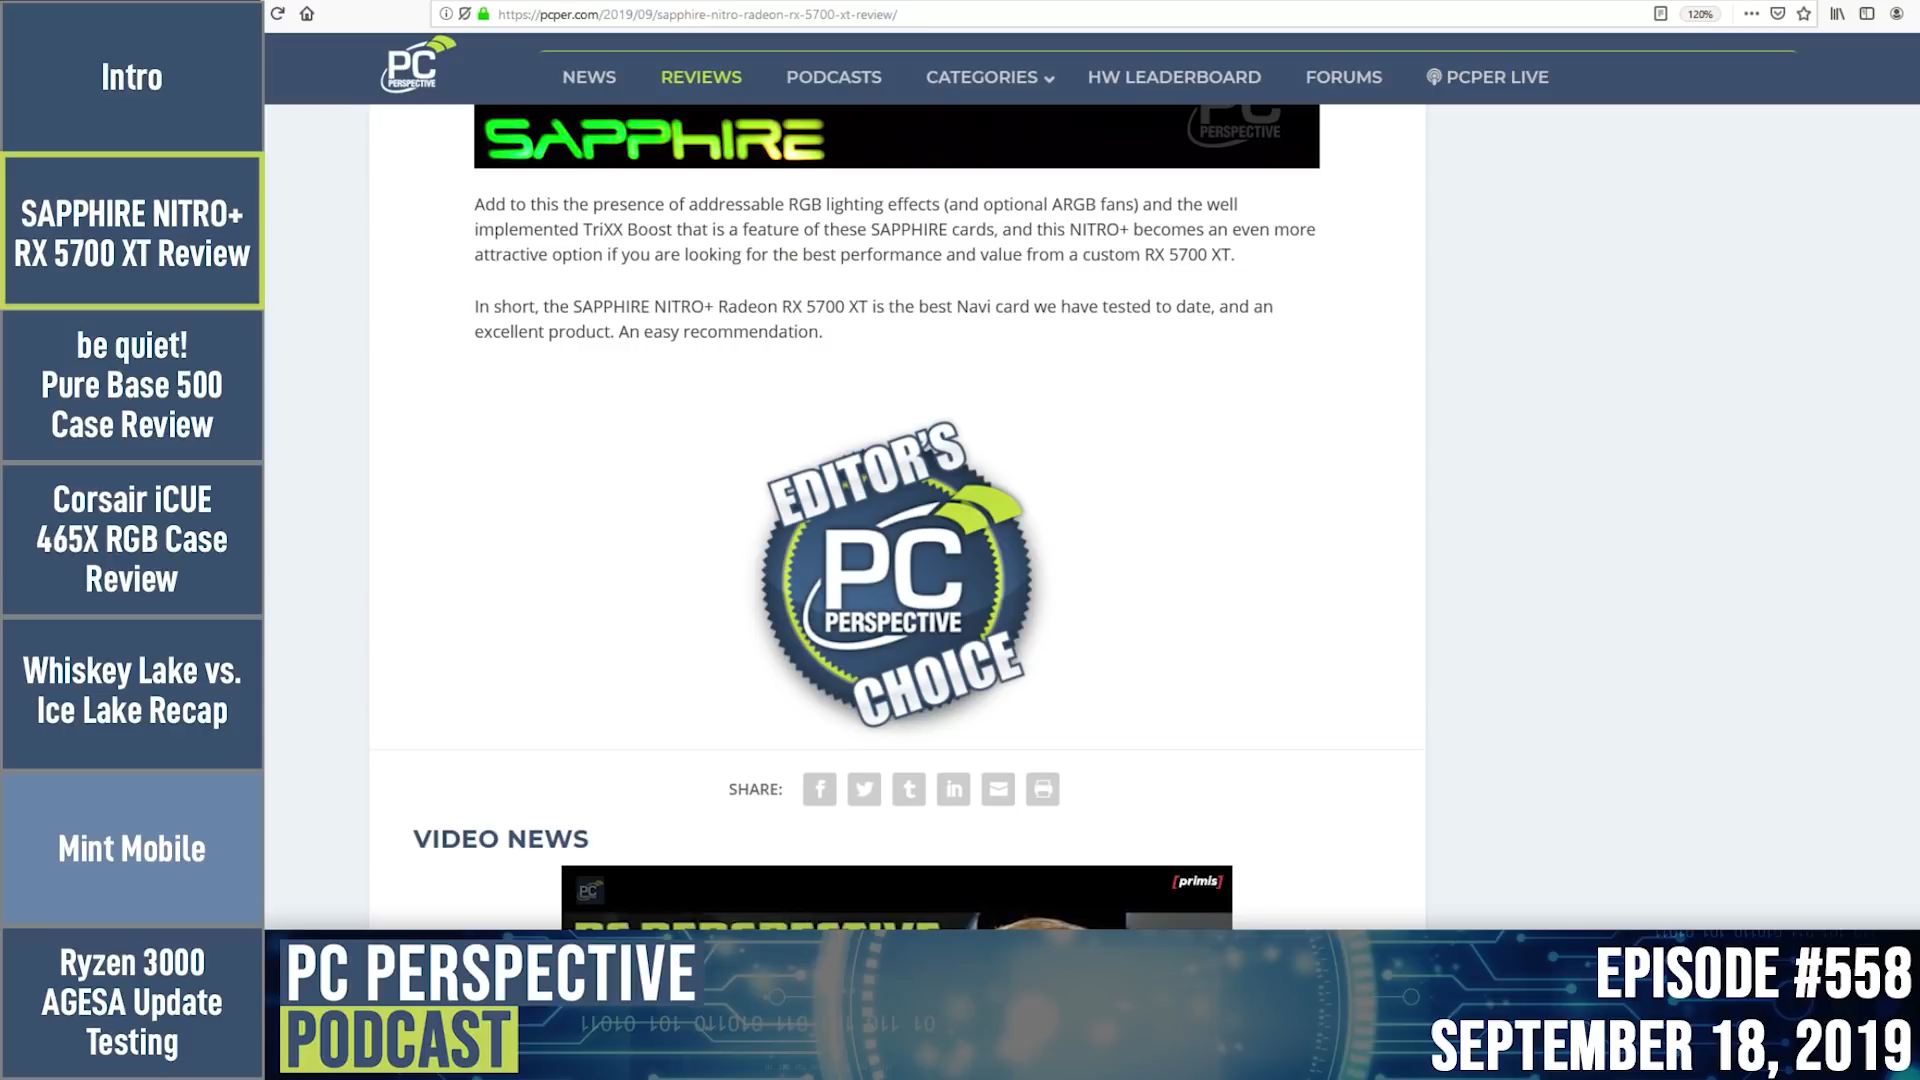 https://pcper.com/2019/09/sapphire-nitro-radeon-rx-5700-xt-review/
120%
Intro
SAPPHIRE NITRO+
RX 5700 XT Review
be quiet!
Pure Base 500
Case Review
Corsair iCUE
465X RGB Case
Review
Whiskey Lake vs.
Ice Lake Recap
Mint Mobile
Ryzen 3000
AGESA Update
Testing
PC
PERSPECTIVE
NEWS
REVIEWS
PODCASTS
CATEGORIES
HW LEADERBOARD
FORUMS
PCPER LIVE
SAPPHIRE
PC
PERSPECTIVE
Add to this the presence of addressable RGB lighting effects (and optional ARGB fans) and the well
implemented TriXX Boost that is a feature of these SAPPHIRE cards, and this NITRO+ becomes an even more
attractive option if you are looking for the best performance and value from a custom RX 5700 XT.
In short, the SAPPHIRE NITRO+ Radeon RX 5700 XT is the best Navi card we have tested to date, and an
excellent product. An easy recommendation.
EDITOR'S
PC
PERSPECTIVE
CHOICE
SHARE:
VIDEO NEWS
PC
[primis]
PC PERSPECTIVE
PC PERSPECTIVE
PODCAST
EPISODE #558
SEPTEMBER 18, 2019